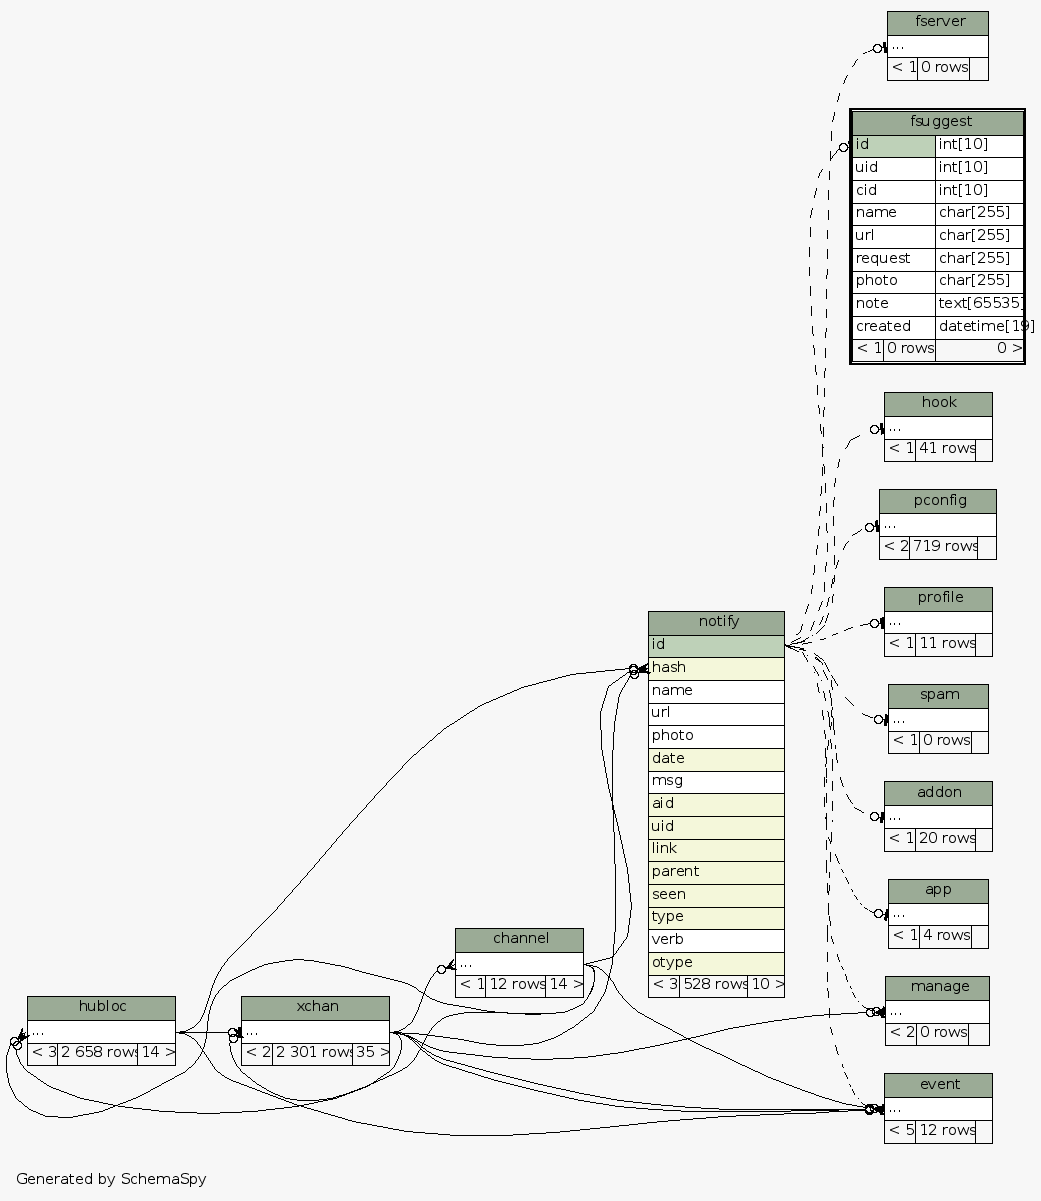 fserver
...
< 1 0 rows
fsuggest
id int[10]
uid int[10]
cid int[10]
name char[255]
url char[255]
request char[255]
photo char[255]
note text[65535]
created datetime[19]
< 1 0 rows 0 >
hook
...
< 1 41 rows
pconfig
...
< 2 719 rows
profile
...
< 1 11 rows
notify
id
hash
name
url
photo
date
msg
aid
uid
link
parent
seen
type
verb
otype
< 3 528 rows 10 >
spam
...
< 1 0 rows
addon
...
< 1 20 rows
app
...
< 1 4 rows
channel
...
< 1 12 rows 14 >
manage
...
< 2 0 rows
hubloc
...
< 3 2 658 rows 14 >
xchan
...
< 2 2 301 rows 35 >
event
...
< 5 12 rows
Generated by SchemaSpy